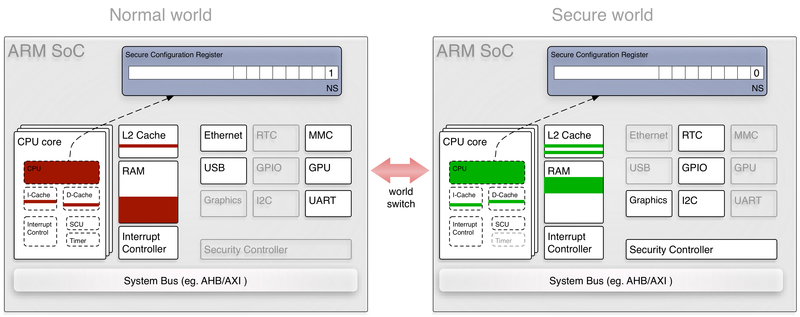 Normal world
Secure world
ARM SoC
Secure Configuration Register
1
NS
CPU core
CPU
I-Cache
D-Cache
Interrupt
Control
SCU
Timer
L2 Cache
RAM
Interrupt
Controller
Ethernet
RTC
MMC
USB
GPIO
GPU
Graphics
I2C
UART
Security Controller
System Bus (eg. AHB/AXI )
world
switch
ARM SoC
Secure Configuration Register
0
NS
CPU core
CPU
I-Cache
D-Cache
Interrupt
Control
SCU
Timer
L2 Cache
RAM
Interrupt
Controller
Ethernet
RTC
MMC
USB
GPIO
GPU
Graphics
I2C
UART
Security Controller
System Bus (eg. AHB/AXI )